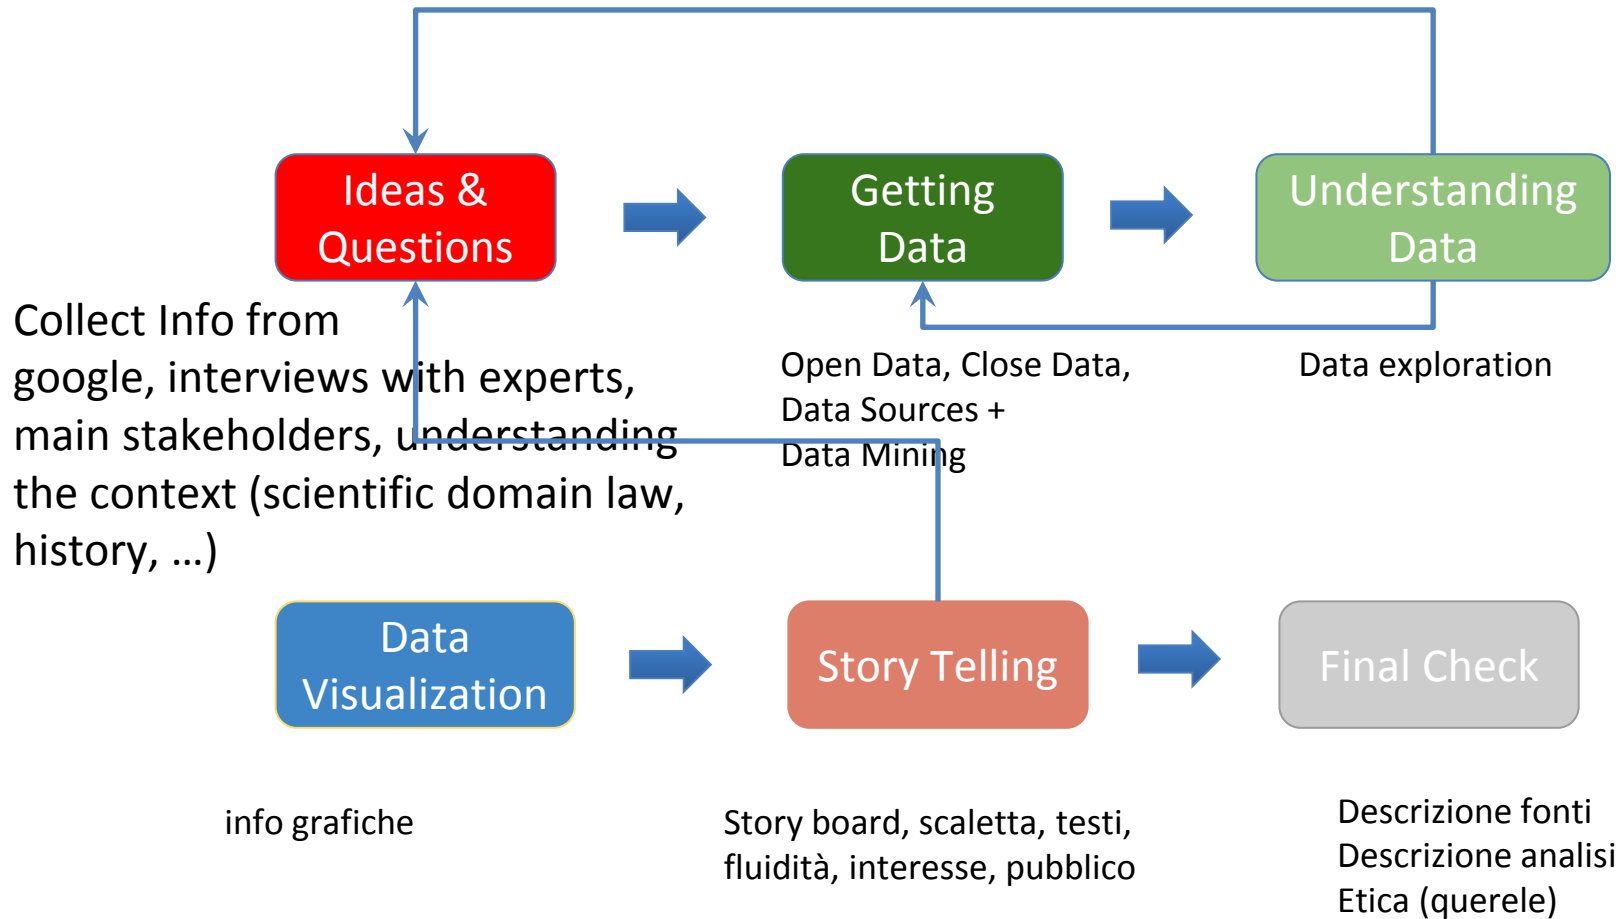 Ideas &
Questions
Getting
Data
Understanding
Data
Collect Info from
google, interviews with experts,
main stakeholders, understanding
the context (scientific domain law,
history, …)
Open Data, Close Data,
Data Sources +
Data Mining
Data exploration
Data
Visualization
Story Telling
Final Check
info grafiche
Story board, scaletta, testi,
fluidità, interesse, pubblico
Descrizione fonti
Descrizione analisi
Etica (querele)